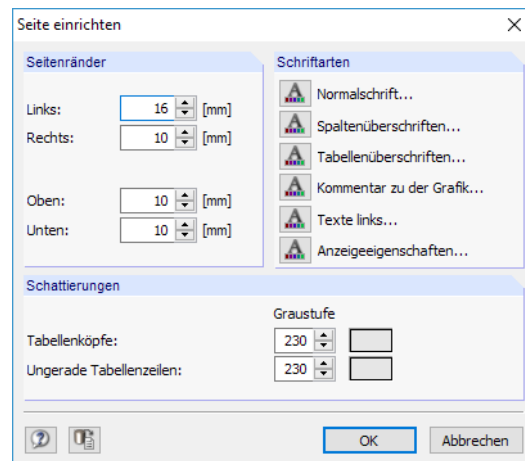 Seite einrichten
Seitenränder
Links: 16 [mm]
Rechts: 10 [mm]
Oben: 10 [mm]
Unten: 10 [mm]
Schriftarten
Normalschrift...
Spaltenüberschriften...
Tabellenüberschriften...
Kommentar zu der Grafik...
Texte links...
Anzeigeeigenschaften...
Schattierungen
Graustufe
Tabellenköpfe: 230
Ungerade Tabellenzeilen: 230
OK
Abbrechen